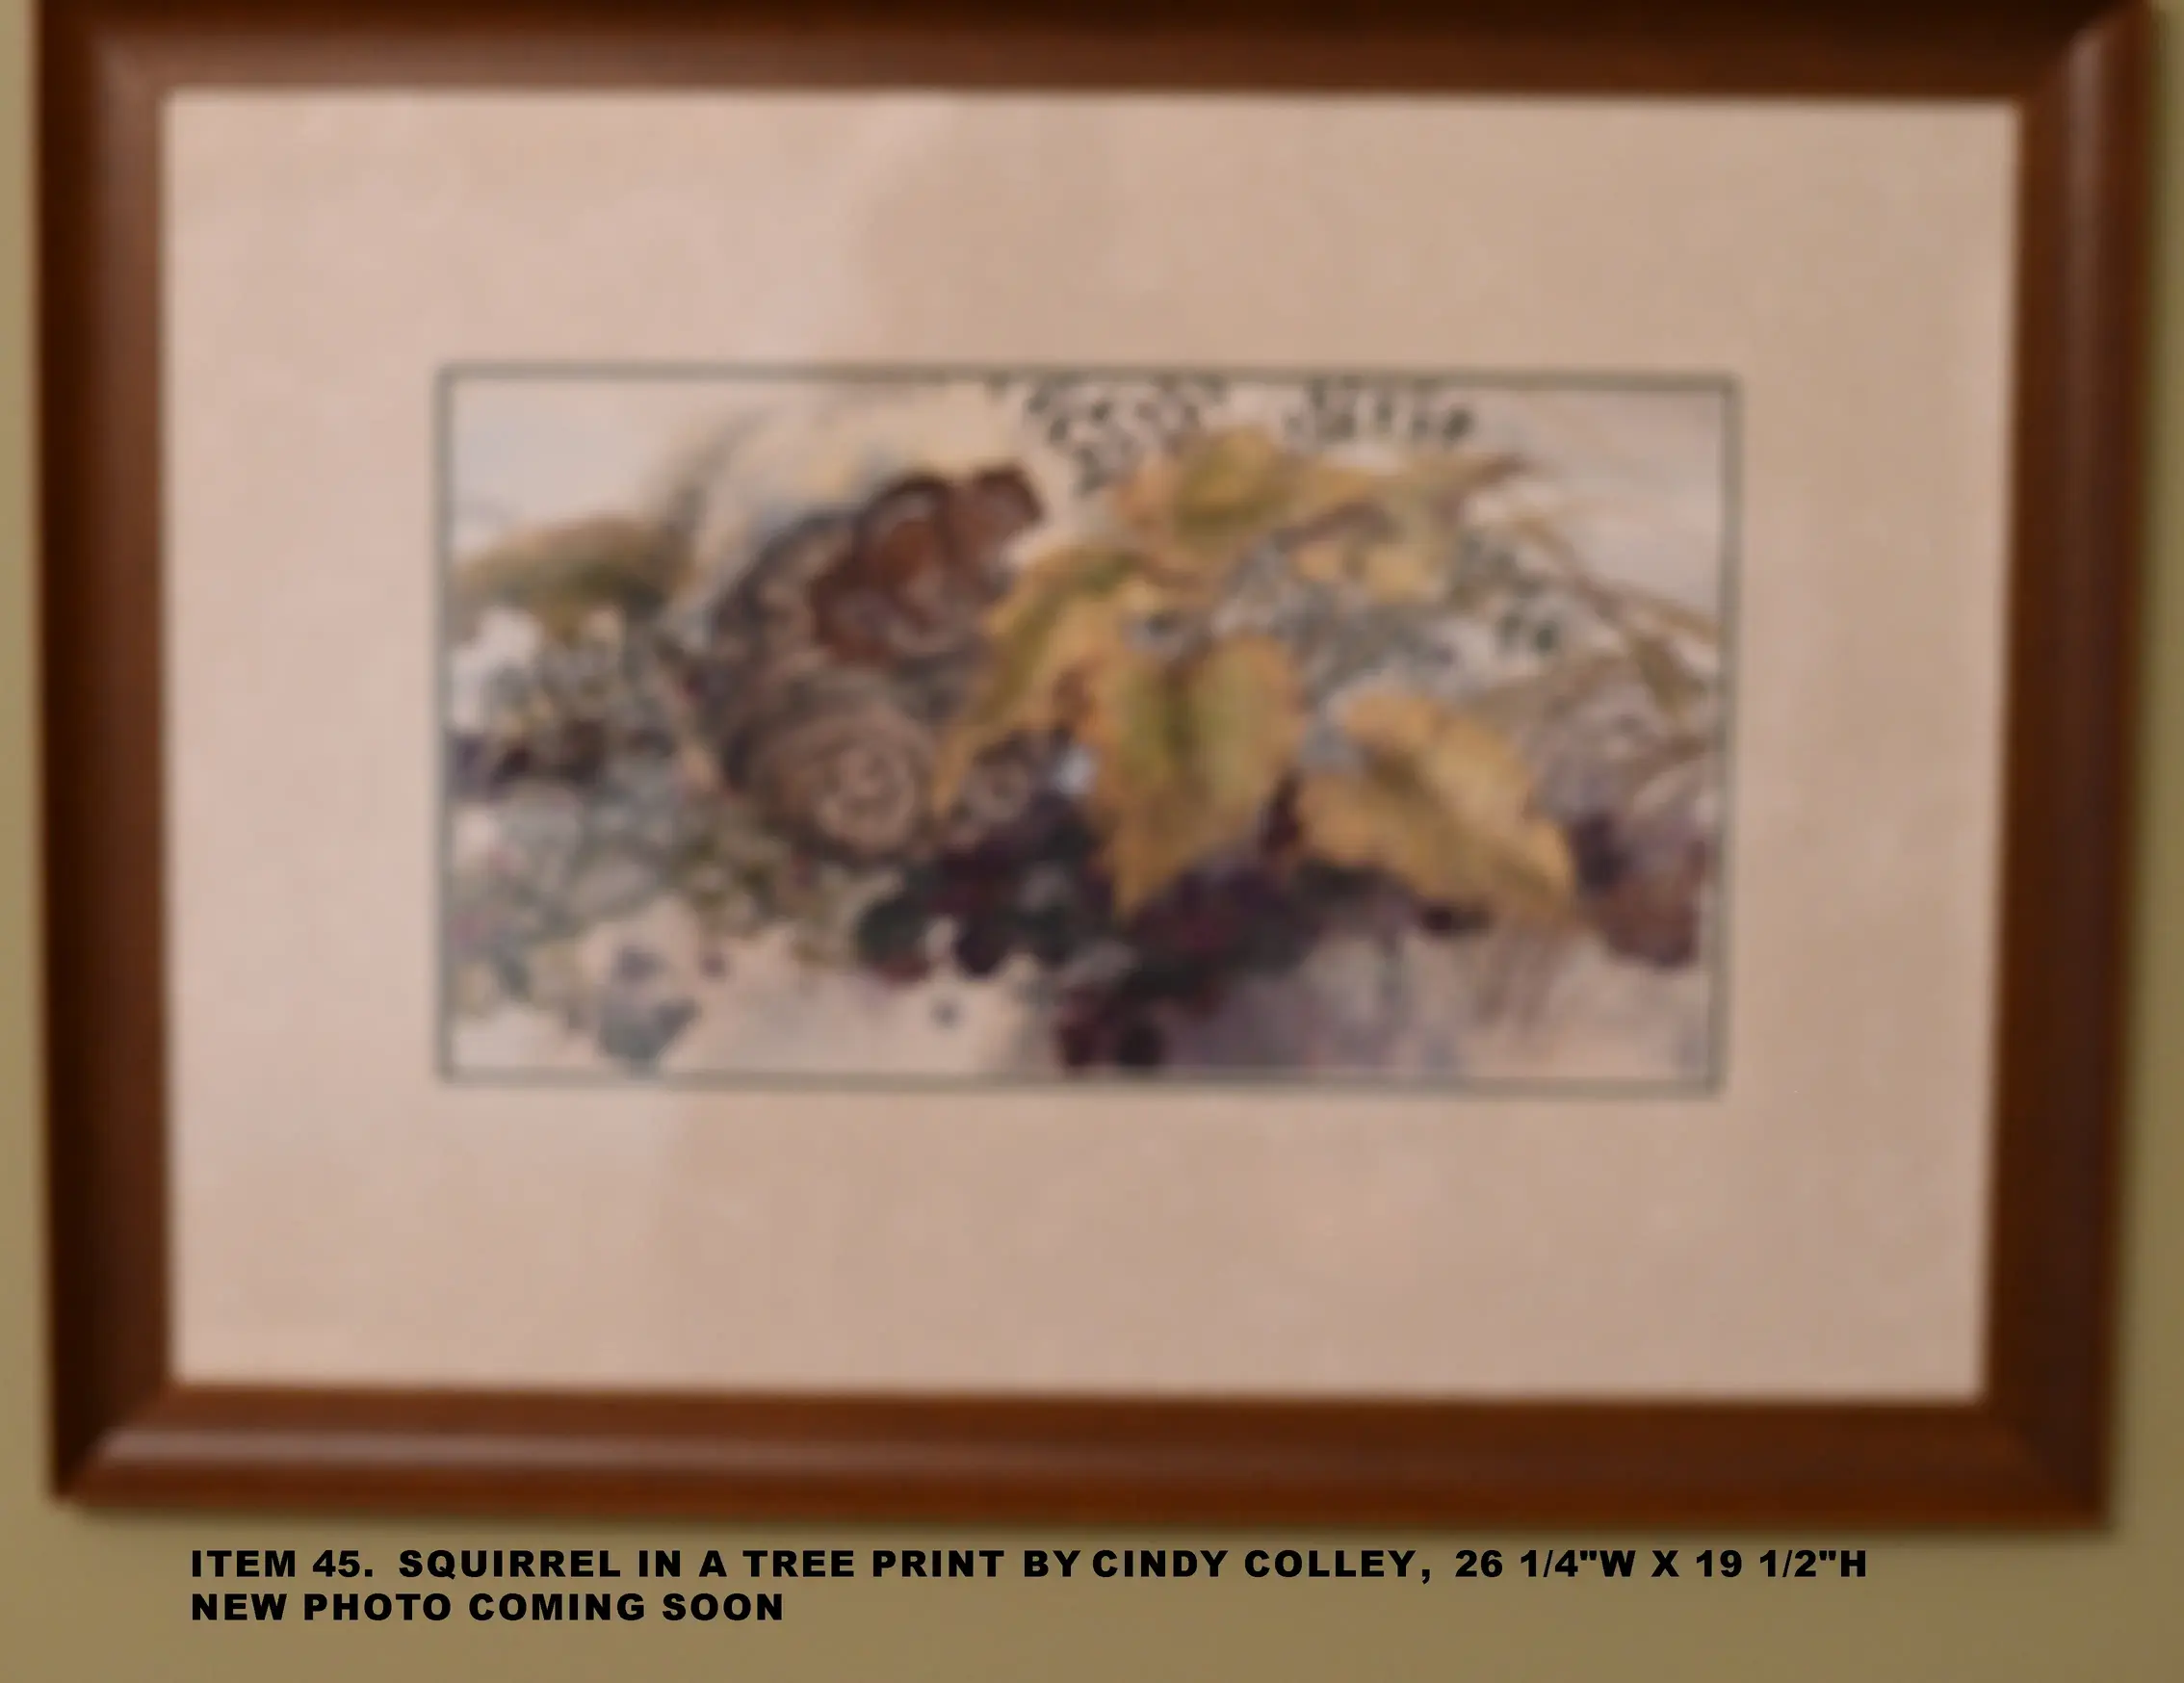 ITEM 45. SQUIRREL IN A TREE PRINT BY CINDY COLLEY, 26 1/4"W X 19 1/2"H
NEW PHOTO COMING SOON